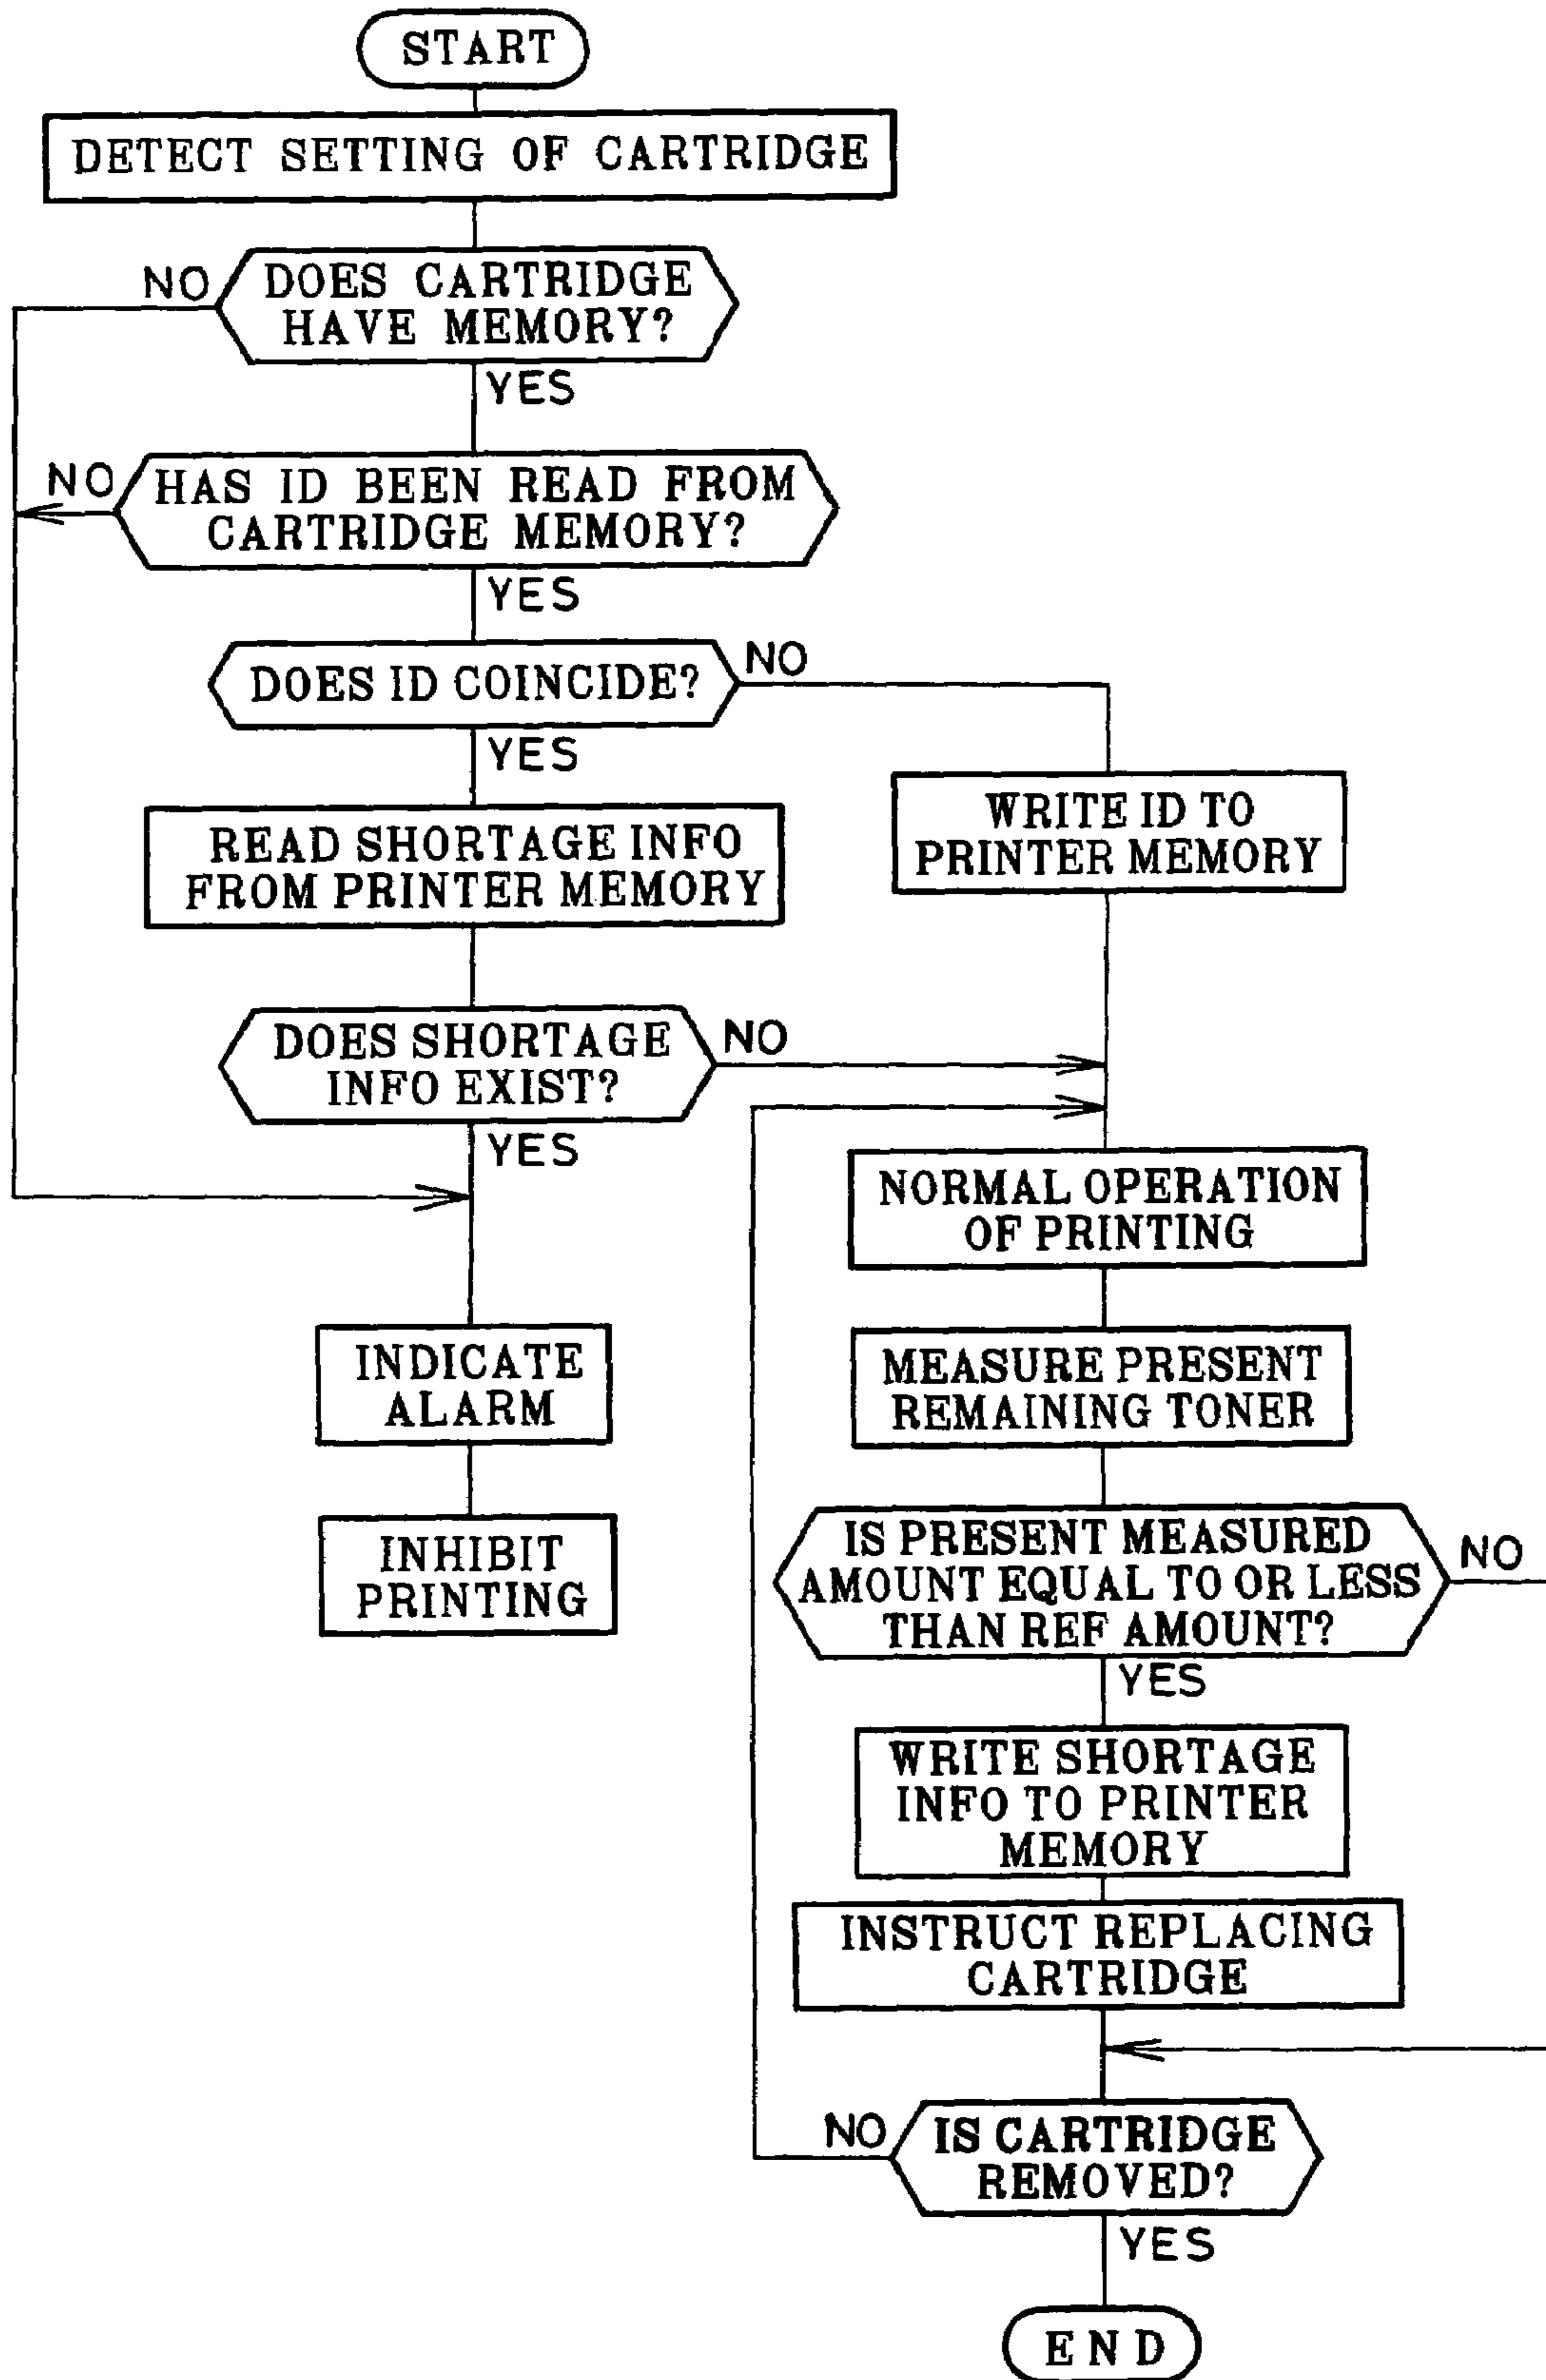 START
DETECT SETTING OF CARTRIDGE
NO
DOES CARTRIDGE
HAVE MEMORY?
YES
NO
HAS ID BEEN READ FROM
CARTRIDGE MEMORY?
YES
DOES ID COINCIDE?
NO
YES
READ SHORTAGE INFO
FROM PRINTER MEMORY
WRITE ID TO
PRINTER MEMORY
DOES SHORTAGE
INFO EXIST?
NO
YES
INDICATE
ALARM
INHIBIT
PRINTING
NORMAL OPERATION
OF PRINTING
MEASURE PRESENT
REMAINING TONER
IS PRESENT MEASURED
AMOUNT EQUAL TO OR LESS
THAN REF AMOUNT?
NO
YES
WRITE SHORTAGE
INFO TO PRINTER
MEMORY
INSTRUCT REPLACING
CARTRIDGE
NO
IS CARTRIDGE
REMOVED?
YES
END